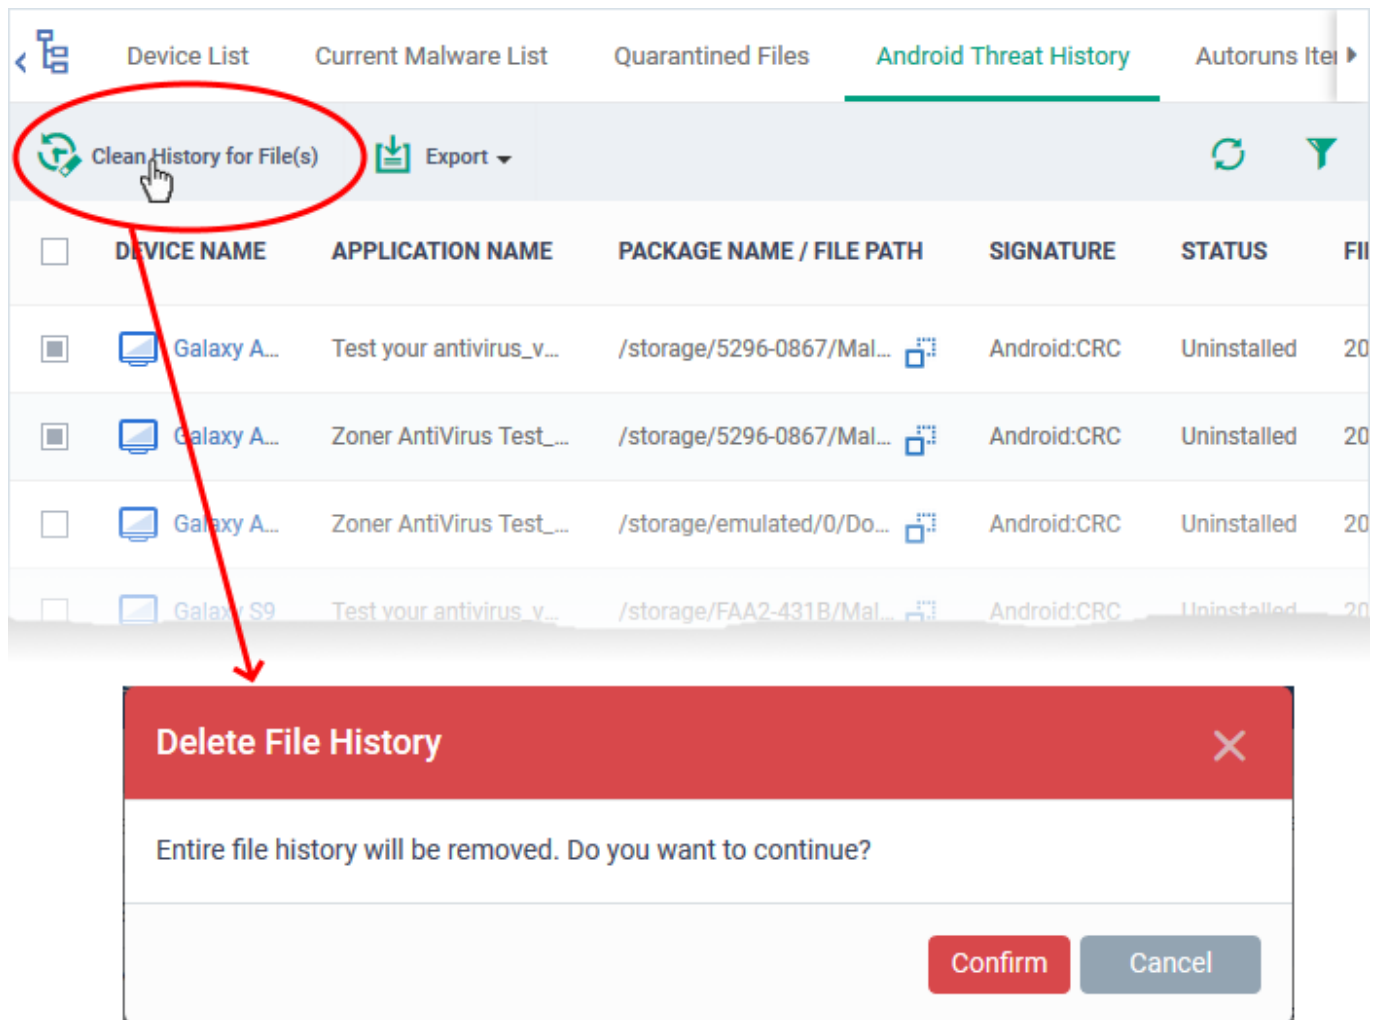 Device List Current Malware List Quarantined Files Android Threat History Autoruns
Clean History for File(s) Export
DEVICE NAME APPLICATION NAME PACKAGE NAME / FILE PATH SIGNATURE STATUS
Galaxy A... Test your antivirus_v... /storage/5296-0867/Mal... Android:CRC Uninstalled 20
Galaxy A... Zoner AntiVirus Test_... /storage/5296-0867/Mal... Android:CRC Uninstalled 20
Galaxy A... Zoner AntiVirus Test_... /storage/emulated/0/Do... Android:CRC Uninstalled 20
Galaxy S9 Test your antivirus_v... /storage/FAA2-431B/Mal... Android:CRC Uninstalled 20
Delete File History
Entire file history will be removed. Do you want to continue?
Confirm Cancel